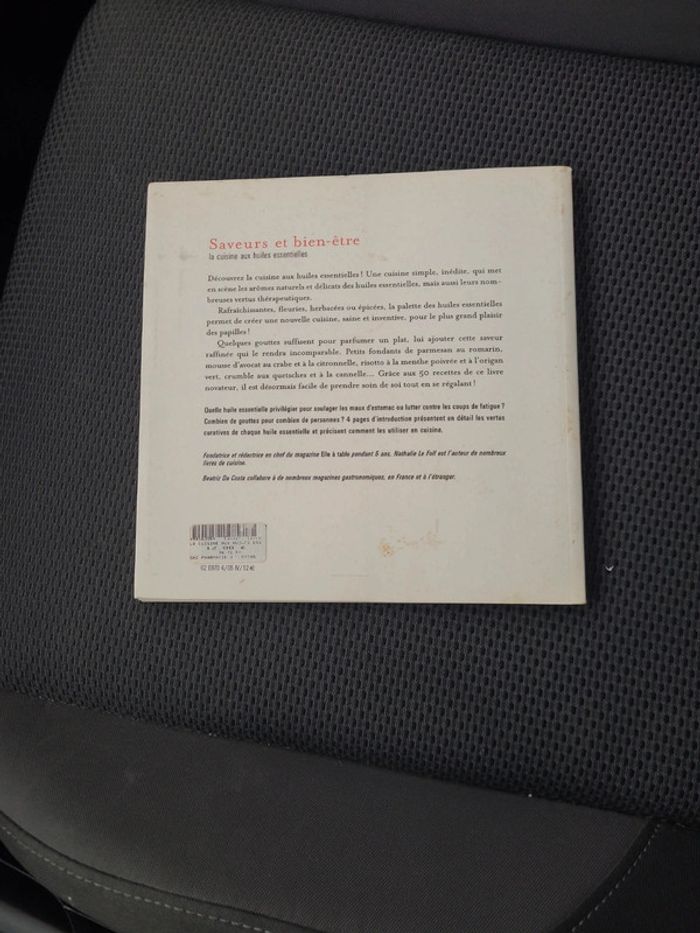 Saveurs et bien-être
la cuisine aux huiles essentielles
Découvrez la cuisine aux huiles essentielles ! Une cuisine simple, inédite, qui met
en scène les arômes naturels et délicats des huiles essentielles, mais aussi leurs nom-
breuses vertus thérapeutiques.
Rafraîchissantes, fleuries, herbacées ou épicées, la palette des huiles essentielles
permet de créer une nouvelle cuisine, saine et inventive, pour le plus grand plaisir
des papilles !
Quelques gouttes suffisent pour parfumer un plat, lui ajouter cette saveur
raffinée qui le rendra incomparable. Petits fondants de parmesan au romarin,
mousse d'avocat au crabe et à la citronnelle, risotto à la menthe poivrée et à l'origan
vert, crumble aux quetsches et à la cannelle... Grâce aux 50 recettes de ce livre
novateur, il est désormais facile de prendre soin de soi tout en se régalant !
Quelle huile essentielle privilégier pour soulager les maux d'estomac ou lutter contre les coups de fatigue ?
Combien de gouttes pour combien de personnes ? 4 pages d'introduction présentent en détail les vertus
curatives de chaque huile essentielle et précisent comment les utiliser en cuisine.
Fondatrice et rédactrice en chef du magazine Elle à table pendant 5 ans, Nathalie Le Foll est l'auteur de nombreux
livres de cuisine.
Beatriz Da Costa collabore à de nombreux magazines gastronomiques, en France et à l'étranger.
LA CUISINE AUX